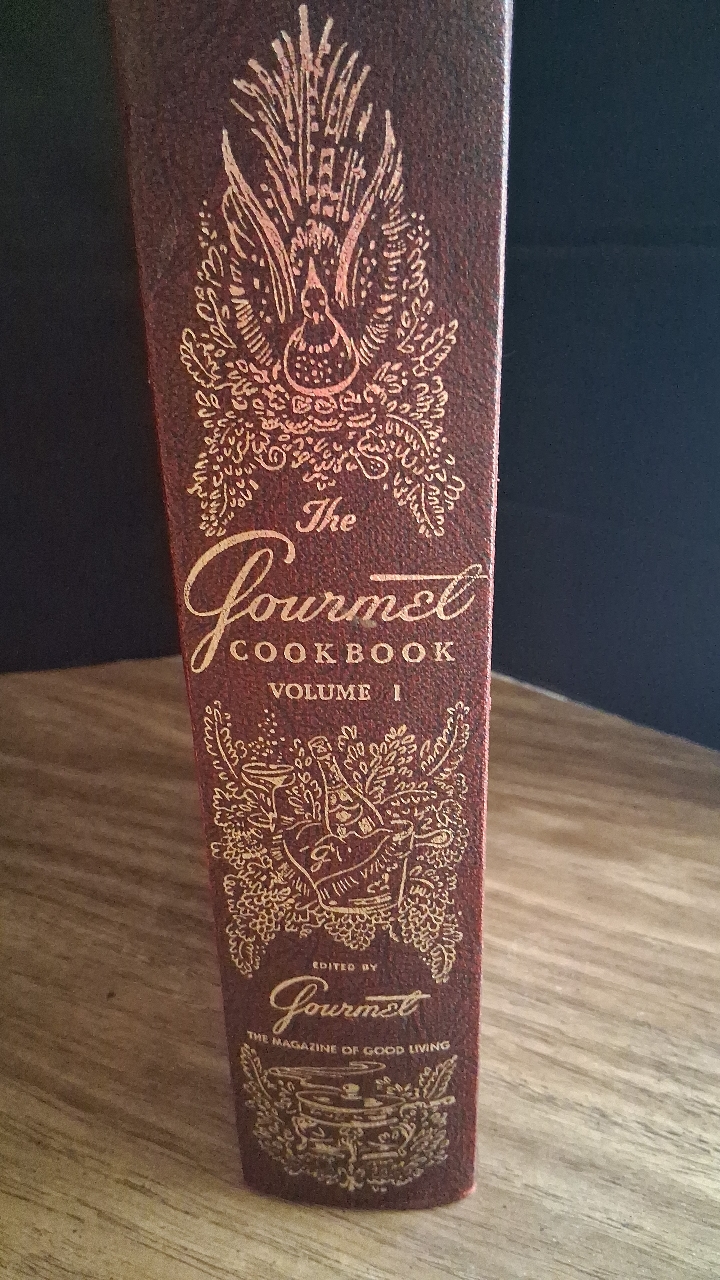 The
Gourmet
COOKBOOK
VOLUME I
EDITED BY
Gourmet
THE MAGAZINE OF GOOD LIVING